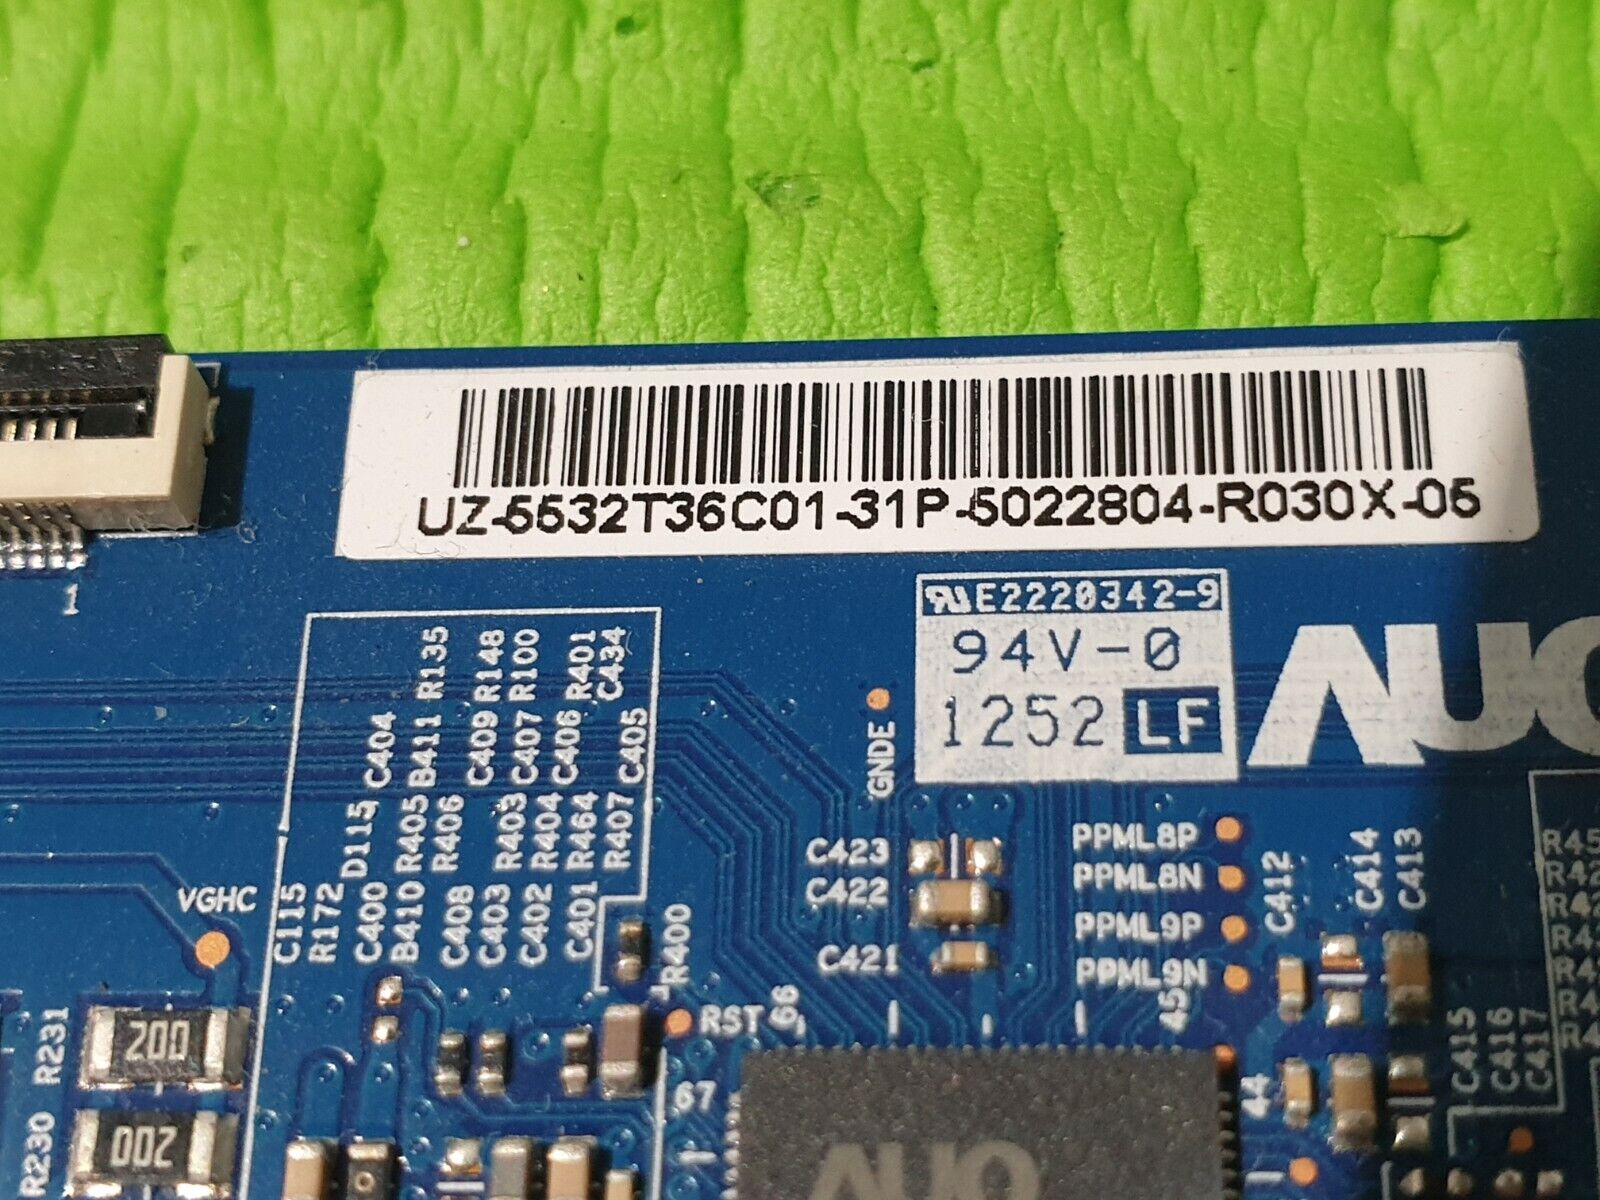 UZ-5532T36C01-31P-5022804-R030X-05
1
E2220342-9
94V-0
1252 LF
AUO
GNDE
R135
R148
R100
R401
C434
C404
B411
C409
C407
C406
C405
D115
R405
R406
R403
R404
R464
R407
C115
R172
C400
B410
C408
C403
C402
C401
R400
VGHC
C423
C422
C421
PPML8P
PPML8N
PPML9P
PPML9N
C412
C414
C413
RST
66
45
67
44
C415
C416
C417
R231
200
R230
200
AUO